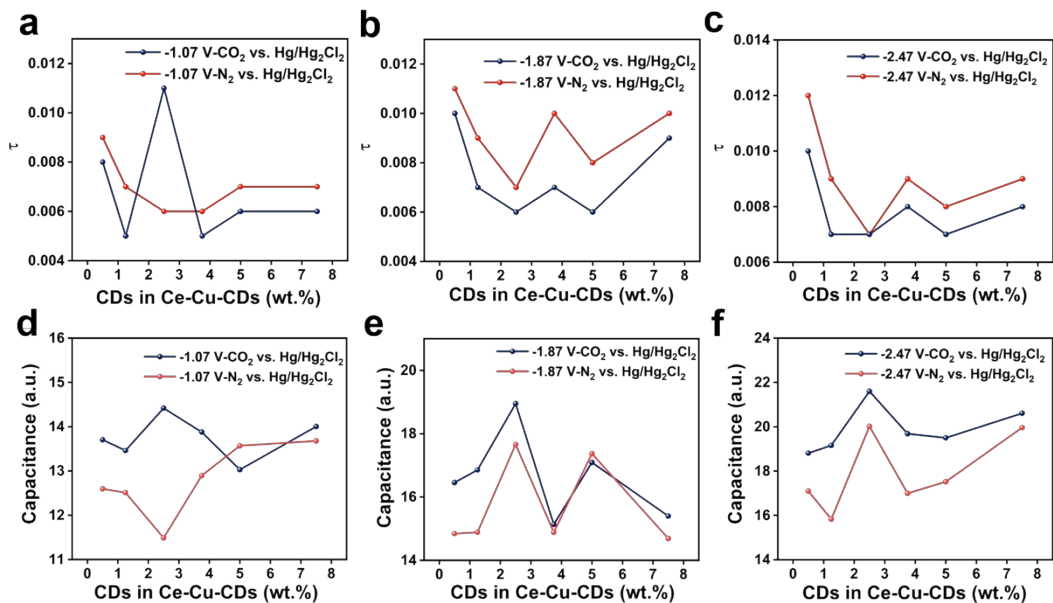 a
-1.07 V-CO₂ vs. Hg/Hg₂Cl₂
-1.07 V-N₂ vs. Hg/Hg₂Cl₂
0.012
0.010
0.008
0.006
0.004
τ
0 1 2 3 4 5 6 7 8
CDs in Ce-Cu-CDs (wt.%)
b
-1.87 V-CO₂ vs. Hg/Hg₂Cl₂
-1.87 V-N₂ vs. Hg/Hg₂Cl₂
0.012
0.010
0.008
0.006
0.004
0 1 2 3 4 5 6 7 8
CDs in Ce-Cu-CDs (wt.%)
c
-2.47 V-CO₂ vs. Hg/Hg₂Cl₂
-2.47 V-N₂ vs. Hg/Hg₂Cl₂
0.014
0.012
0.010
0.008
0.006
0 1 2 3 4 5 6 7 8
CDs in Ce-Cu-CDs (wt.%)
d
-1.07 V-CO₂ vs. Hg/Hg₂Cl₂
-1.07 V-N₂ vs. Hg/Hg₂Cl₂
16
15
14
13
12
11
Capacitance (a.u.)
0 1 2 3 4 5 6 7 8
CDs in Ce-Cu-CDs (wt.%)
e
-1.87 V-CO₂ vs. Hg/Hg₂Cl₂
-1.87 V-N₂ vs. Hg/Hg₂Cl₂
20
18
16
14
Capacitance (a.u.)
0 1 2 3 4 5 6 7 8
CDs in Ce-Cu-CDs (wt.%)
f
-2.47 V-CO₂ vs. Hg/Hg₂Cl₂
-2.47 V-N₂ vs. Hg/Hg₂Cl₂
24
22
20
18
16
14
Capacitance (a.u.)
0 1 2 3 4 5 6 7 8
CDs in Ce-Cu-CDs (wt.%)